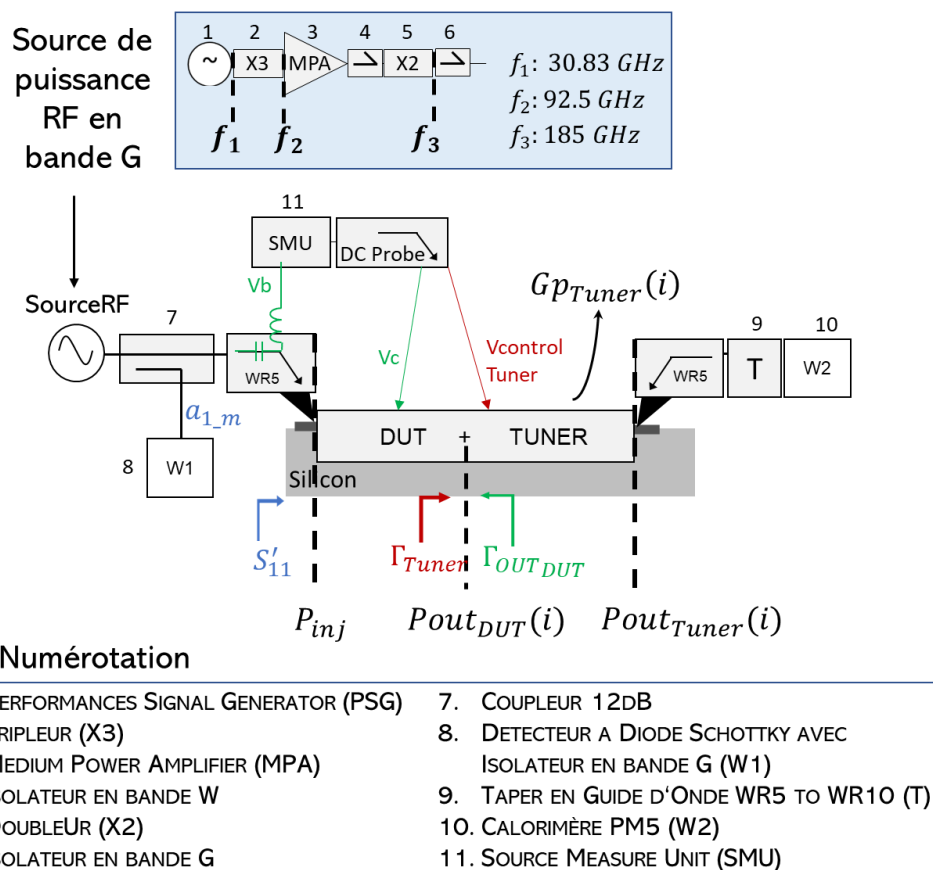 Source de
puissance
RF en
bande G
1 2 3 4 5 6
~ X3 MPA X2
f1 f2 f3
f1: 30.83 GHz
f2: 92.5 GHz
f3: 185 GHz
11
SMU
DC Probe
Vb
GpTuner(i)
SourceRF
7
9 10
Vc
Vcontrol
Tuner
WR5
WR5
T
W2
a1_m
DUT + TUNER
8
W1
Silicon
S'11
ΓTuner
ΓOUTDUT
Pinj
PoutDUT(i)
PoutTuner(i)
Numérotation
ERFORMANCES SIGNAL GENERATOR (PSG)
RIPLEUR (X3)
EDIUM POWER AMPLIFIER (MPA)
SOLATEUR EN BANDE W
OUBLEUR (X2)
SOLATEUR EN BANDE G
7. COUPLEUR 12DB
8. DETECTEUR A DIODE SCHOTTKY AVEC
ISOLATEUR EN BANDE G (W1)
9. TAPER EN GUIDE D'ONDE WR5 TO WR10 (T)
10. CALORIMÈRE PM5 (W2)
11. SOURCE MEASURE UNIT (SMU)